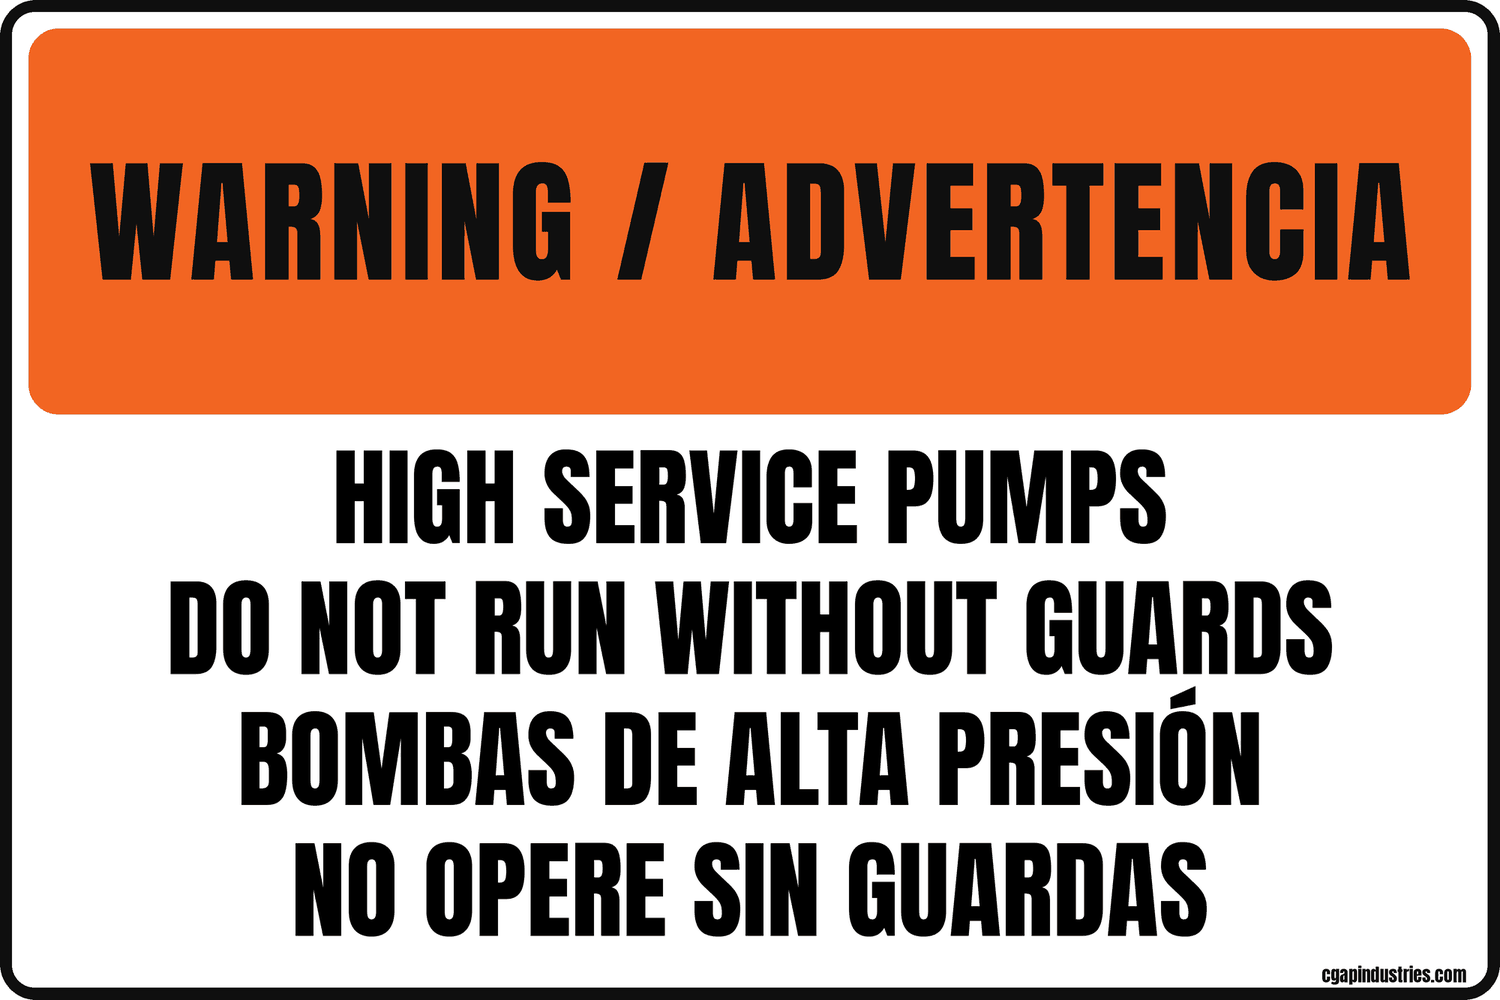 WARNING / ADVERTENCIA
HIGH SERVICE PUMPS
DO NOT RUN WITHOUT GUARDS
BOMBAS DE ALTA PRESIÓN
NO OPERE SIN GUARDAS
cgapindustries.com